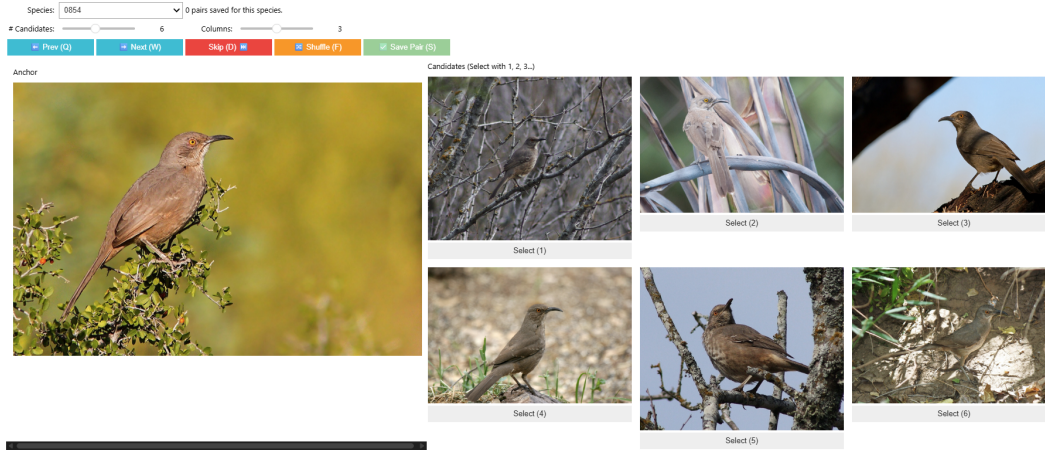 Species: 0854 0 pairs saved for this species.
# Candidates: 6 Columns: 3
Prev (Q) Next (W) Skip (D) Shuffle (F) Save Pair (S)
Anchor
Candidates (Select with 1, 2, 3...)
Select (1)
Select (2)
Select (3)
Select (4)
Select (5)
Select (6)